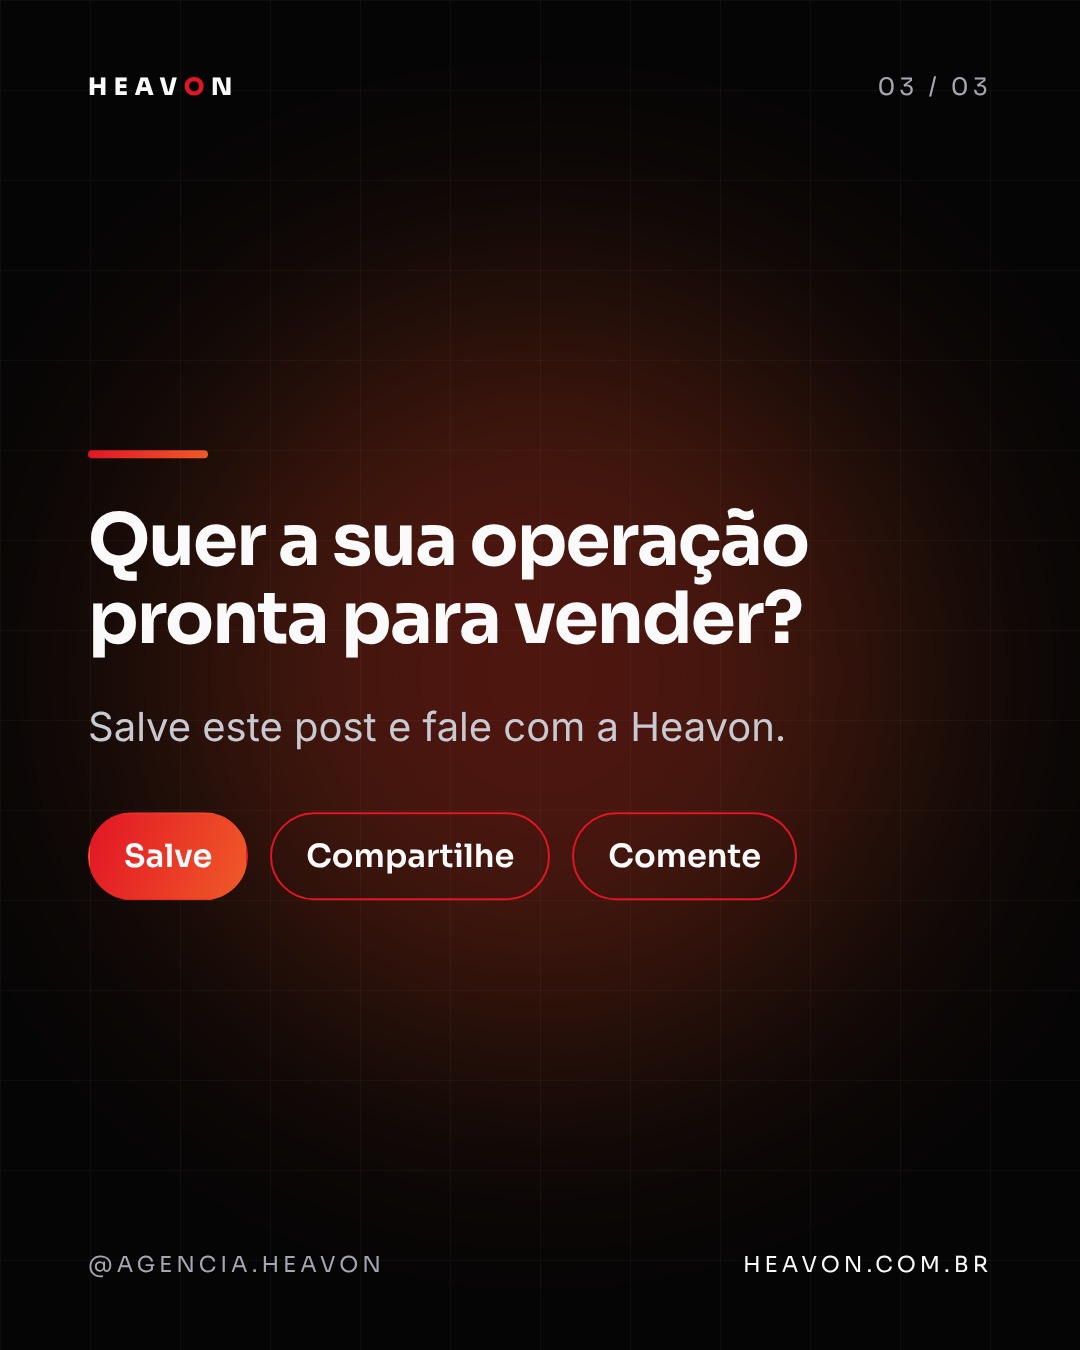 HEAVON
03 / 03
Quer a sua operação
pronta para vender?
Salve este post e fale com a Heavon.
Salve
Compartilhe
Comente
@AGENCIA.HEAVON
HEAVON.COM.BR